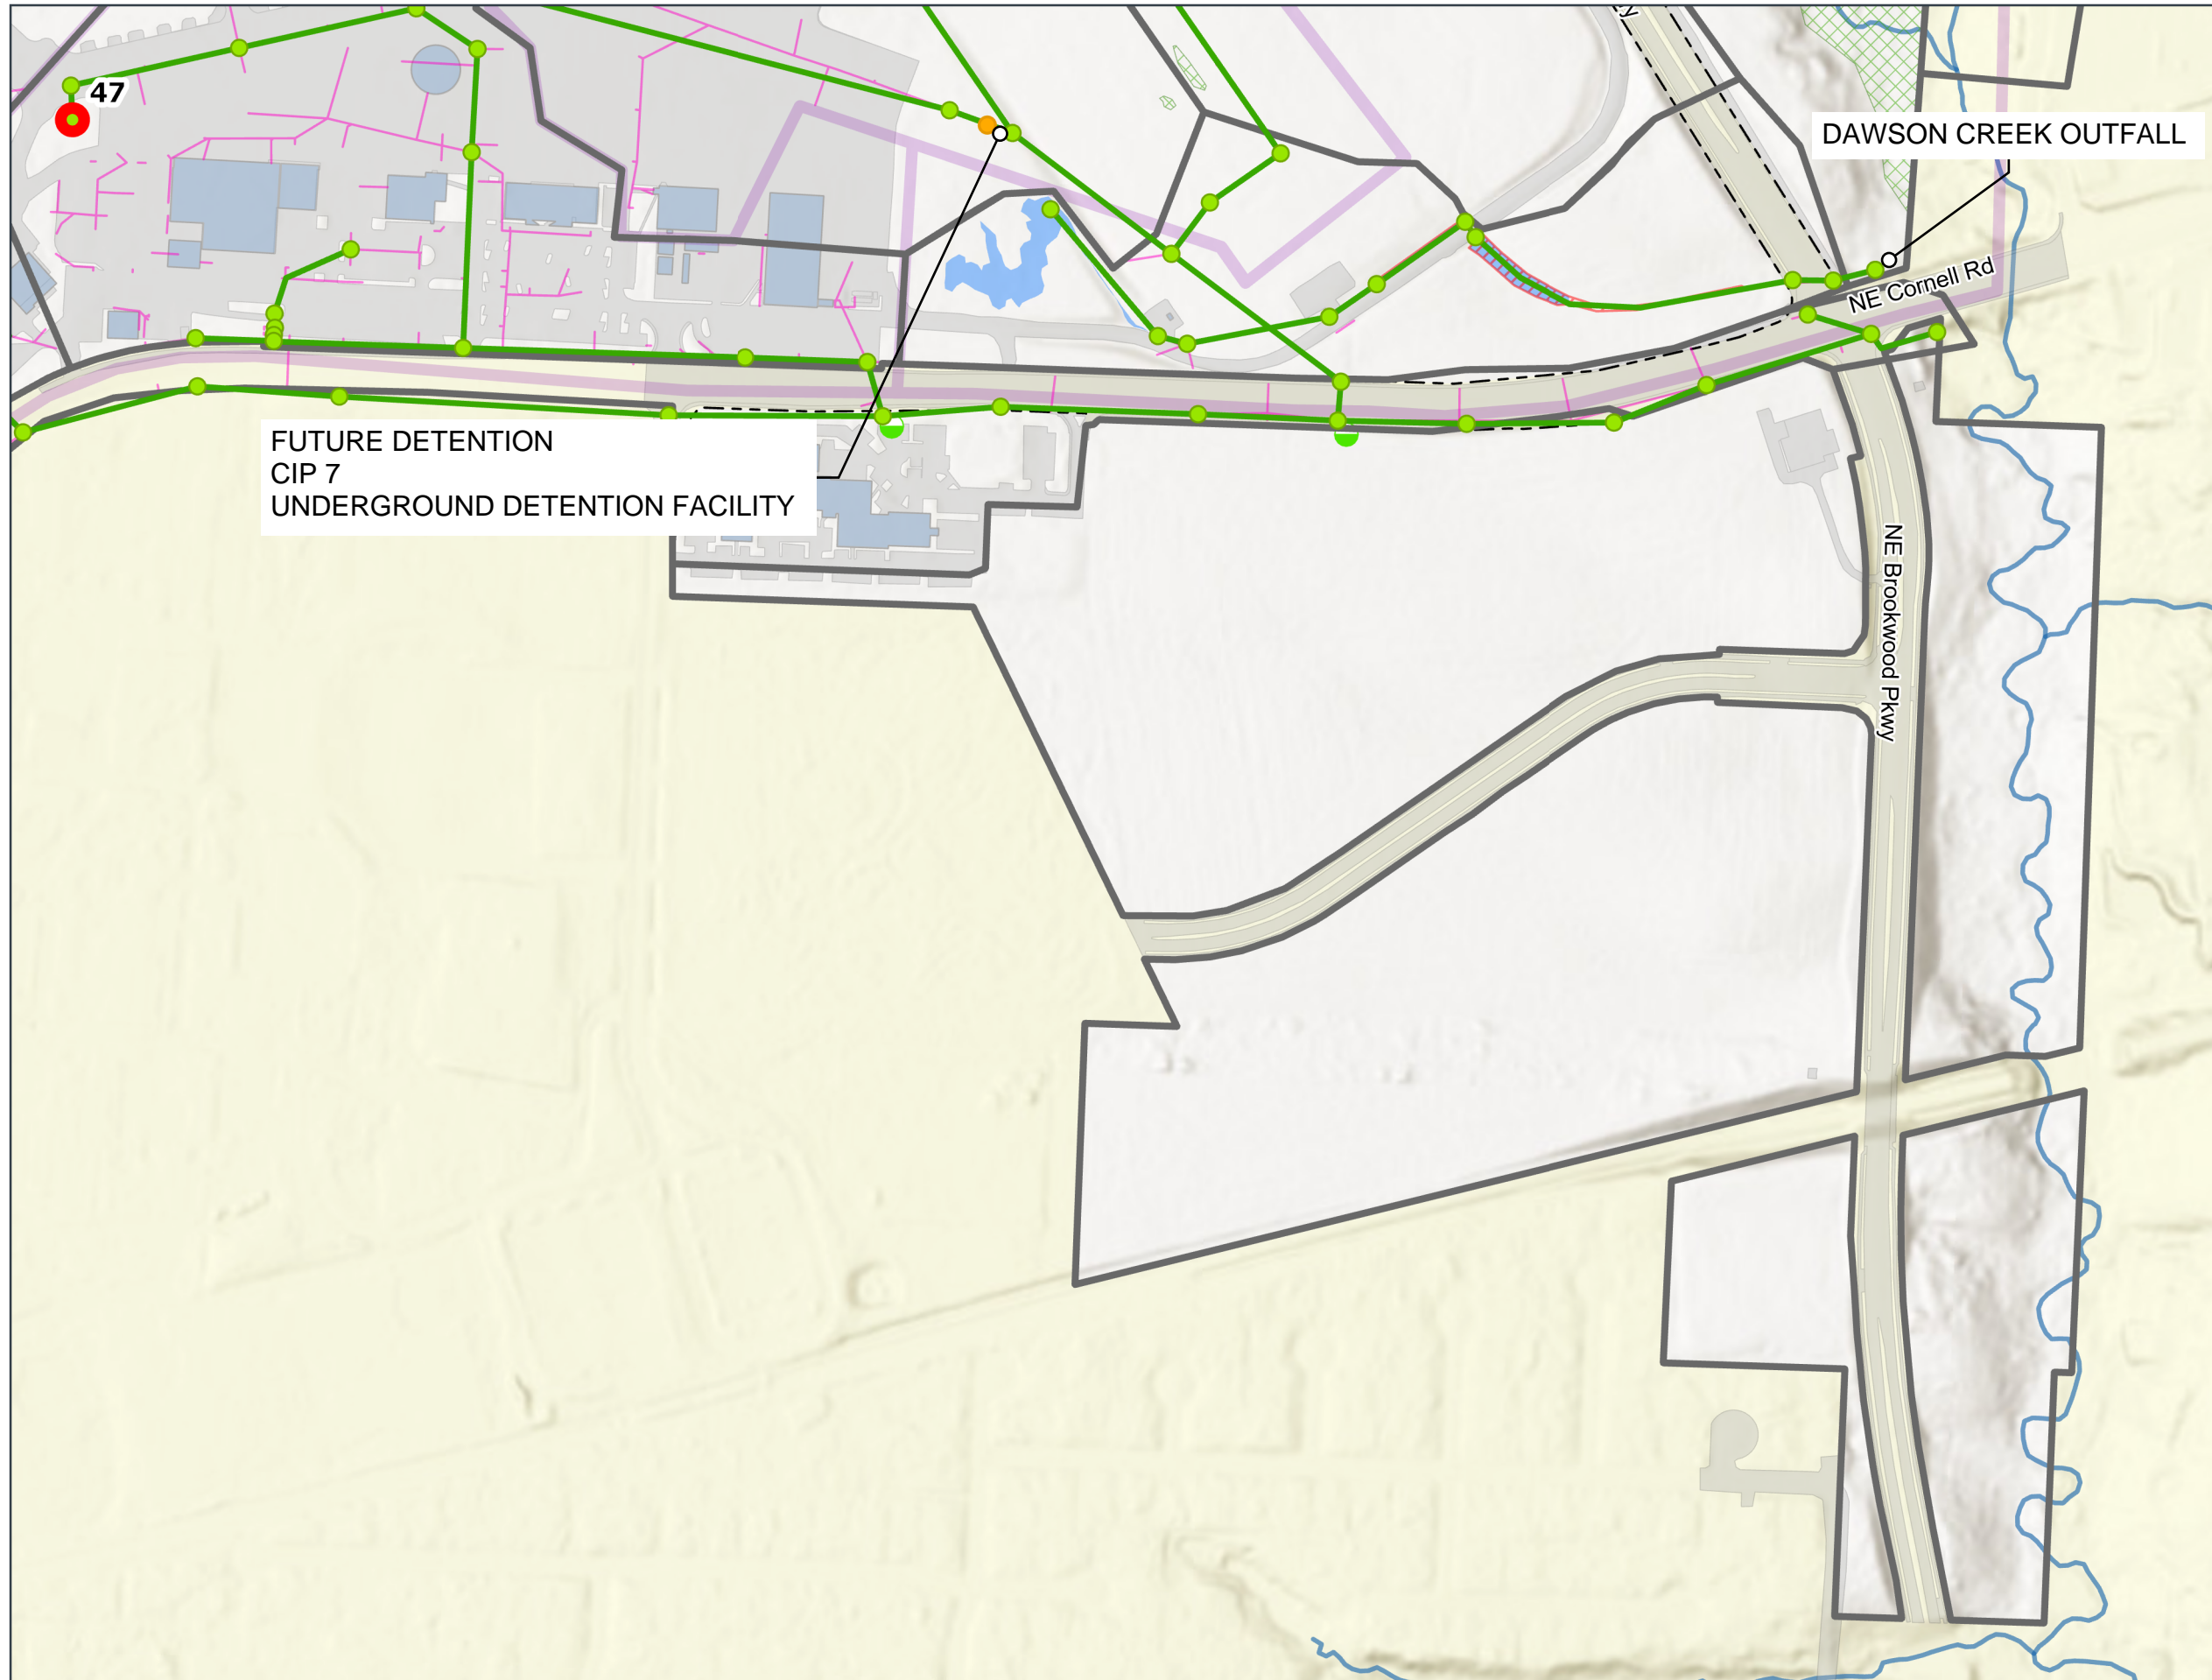 47
DAWSON CREEK OUTFALL
NE Cornell Rd
FUTURE DETENTION
CIP 7
UNDERGROUND DETENTION FACILITY
NE Brookwood Pkwy